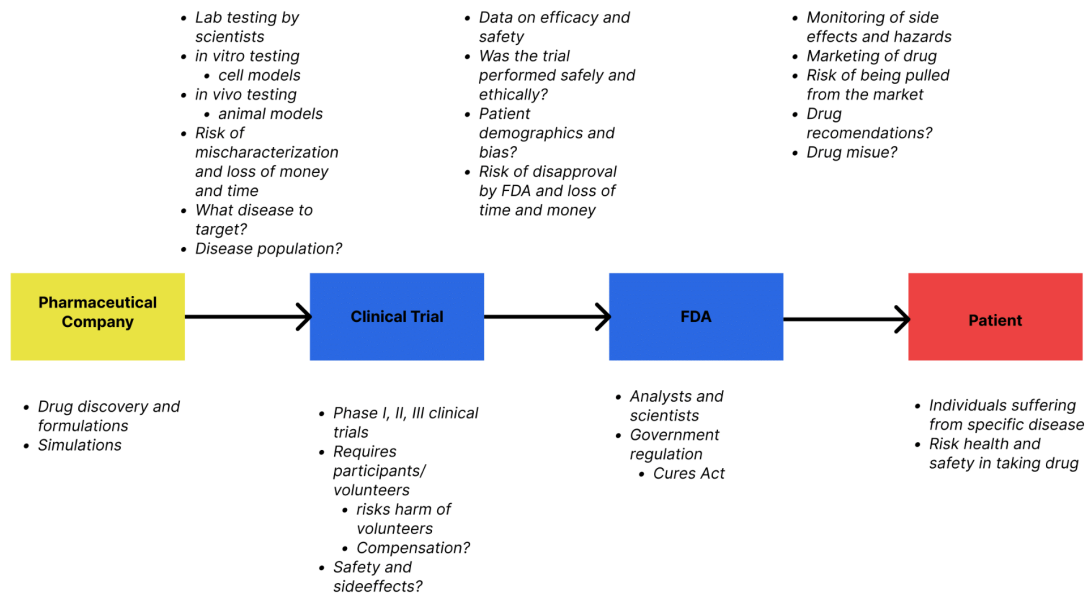 • Lab testing by
scientists
• in vitro testing
• cell models
• in vivo testing
• animal models
• Risk of
mischaracterization
and loss of money
and time
• What disease to
target?
• Disease population?
• Data on efficacy and
safety
• Was the trial
performed safely and
ethically?
• Patient
demographics and
bias?
• Risk of disapproval
by FDA and loss of
time and money
• Monitoring of side
effects and hazards
• Marketing of drug
• Risk of being pulled
from the market
• Drug
recomendations?
• Drug misue?
Pharmaceutical
Company
Clinical Trial
FDA
Patient
• Drug discovery and
formulations
• Simulations
• Phase I, II, III clinical
trials
• Requires
participants/
volunteers
• risks harm of
volunteers
• Compensation?
• Safety and
sideeffects?
• Analysts and
scientists
• Government
regulation
• Cures Act
• Individuals suffering
from specific disease
• Risk health and
safety in taking drug